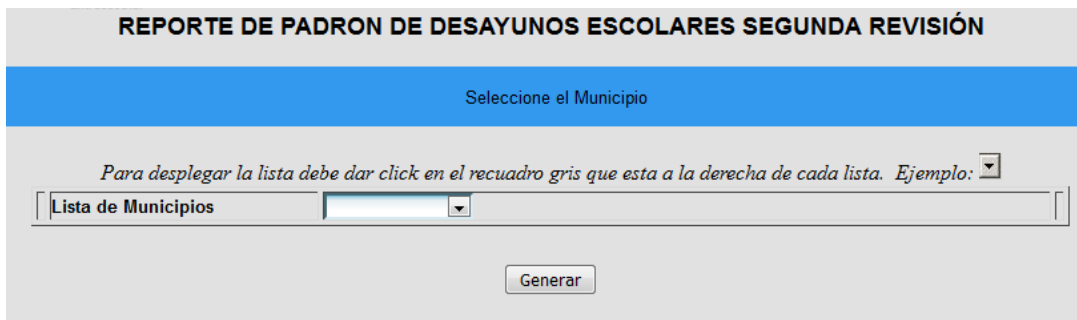 REPORTE DE PADRON DE DESAYUNOS ESCOLARES SEGUNDA REVISIÓN
Seleccione el Municipio
Para desplegar la lista debe dar click en el recuadro gris que esta a la derecha de cada lista. Ejemplo:
Lista de Municipios
Generar